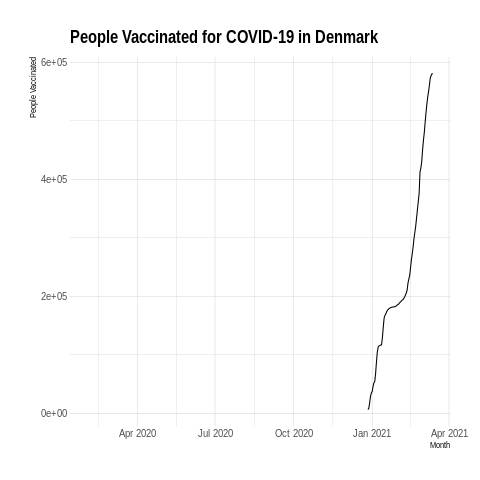 People Vaccinated for COVID-19 in Denmark
People Vaccinated
6e+05
4e+05
2e+05
0e+00
Apr 2020
Jul 2020
Oct 2020
Jan 2021
Apr 2021
Month